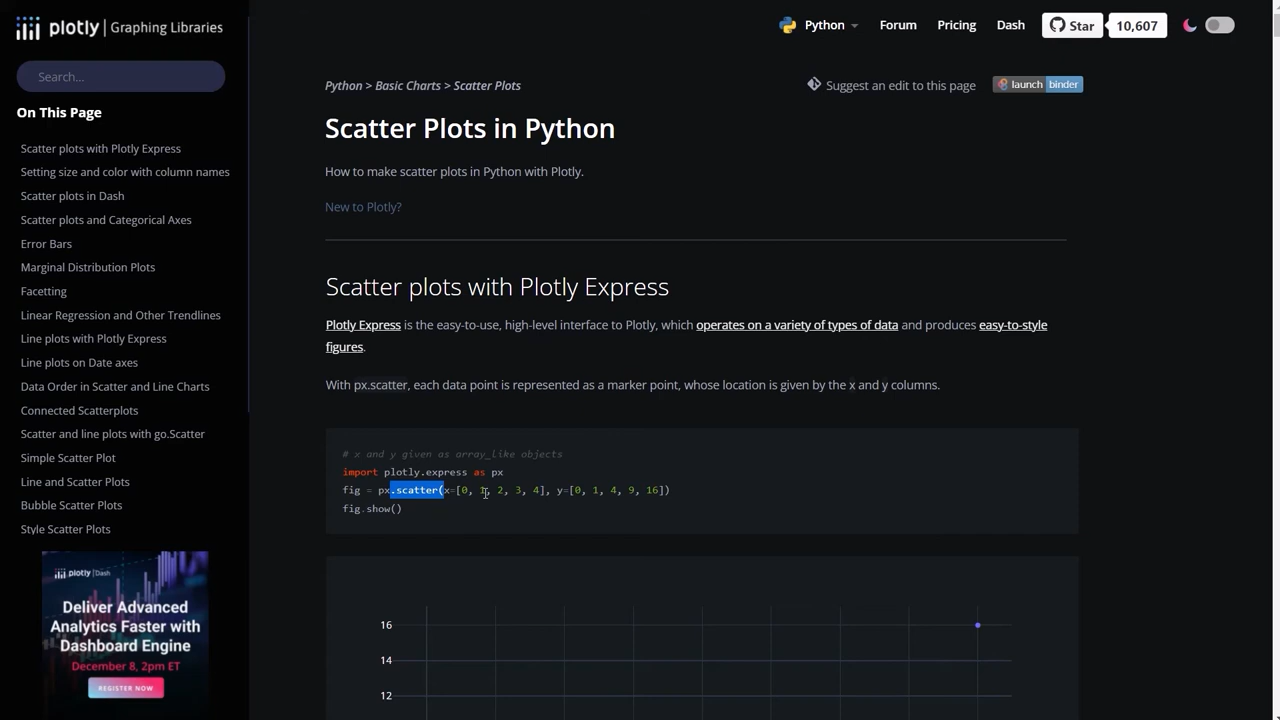 plotly | Graphing Libraries
Python
Forum
Pricing
Dash
Star
10,607
Search...
On This Page
Scatter plots with Plotly Express
Setting size and color with column names
Scatter plots in Dash
Scatter plots and Categorical Axes
Error Bars
Marginal Distribution Plots
Facetting
Linear Regression and Other Trendlines
Line plots with Plotly Express
Line plots on Date axes
Data Order in Scatter and Line Charts
Connected Scatterplots
Scatter and line plots with go.Scatter
Simple Scatter Plot
Line and Scatter Plots
Bubble Scatter Plots
Style Scatter Plots
plotly | Dash
Deliver Advanced
Analytics Faster with
Dashboard Engine
December 8, 2pm ET
REGISTER NOW
Python > Basic Charts > Scatter Plots
Suggest an edit to this page
launch binder
Scatter Plots in Python
How to make scatter plots in Python with Plotly.
New to Plotly?
Scatter plots with Plotly Express
Plotly Express is the easy-to-use, high-level interface to Plotly, which operates on a variety of types of data and produces easy-to-style
figures.
With px.scatter, each data point is represented as a marker point, whose location is given by the x and y columns.
# x and y given as array_like objects
import plotly.express as px
fig = px.scatter(x=[0, 1, 2, 3, 4], y=[0, 1, 4, 9, 16])
fig.show()
16
14
12